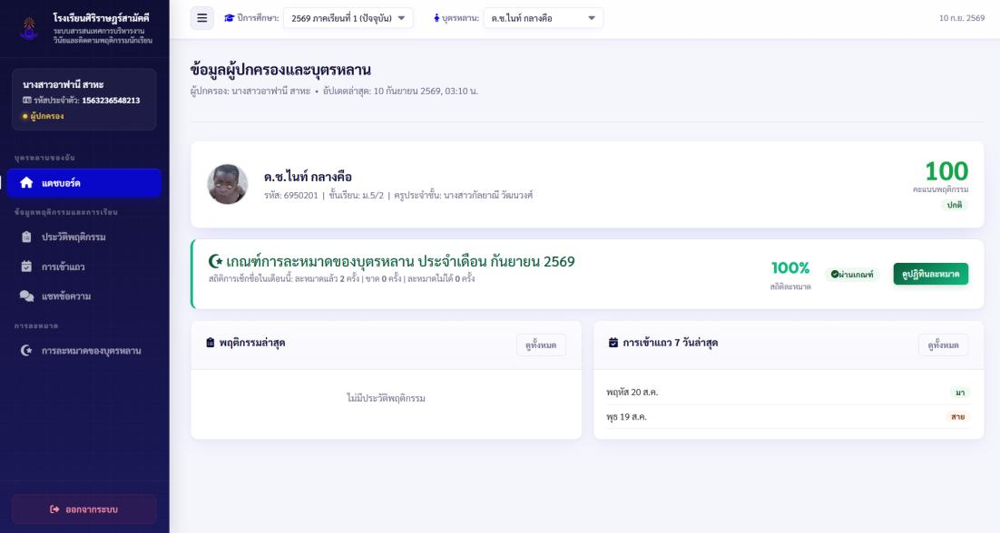 โรงเรียนศิริราษฎร์สามัคคี
ระบบสารสนเทศการบริหารงาน
วินัยและติดตามพฤติกรรมนักเรียน
นางสาวอาฟานี สาหะ
รหัสประจำตัว: 1563236548213
ผู้ปกครอง
บุตรหลานของฉัน
แดชบอร์ด
ข้อมูลพฤติกรรมและการเรียน
ประวัติพฤติกรรม
การเข้าแถว
แชทข้อความ
การละหมาด
การละหมาดของบุตรหลาน
ออกจากระบบ
ปีการศึกษา: 2569 ภาคเรียนที่ 1 (ปัจจุบัน) บุตรหลาน: ด.ช.ไนท์ กลางคือ 10 ก.ย. 2569
ข้อมูลผู้ปกครองและบุตรหลาน
ผู้ปกครอง: นางสาวอาฟานี สาหะ • อัปเดตล่าสุด: 10 กันยายน 2569, 03:10 น.
ด.ช.ไนท์ กลางคือ
รหัส: 6950201 | ชั้นเรียน: ม.5/2 | ครูประจำชั้น: นางสาวกัลยาณี วัฒนวงศ์
100
คะแนนพฤติกรรม
ปกติ
เกณฑ์การละหมาดของบุตรหลาน ประจำเดือน กันยายน 2569
สถิติการเช็กชื่อในเดือนนี้: ละหมาดแล้ว 2 ครั้ง | ขาด 0 ครั้ง | ละหมาดไม่ได้ 0 ครั้ง
100%
สถิติละหมาด
ผ่านเกณฑ์
ดูปฏิทินละหมาด
พฤติกรรมล่าสุด
ดูทั้งหมด
ไม่มีประวัติพฤติกรรม
การเข้าแถว 7 วันล่าสุด
ดูทั้งหมด
พฤหัส 20 ส.ค. มา
พุธ 19 ส.ค. สาย